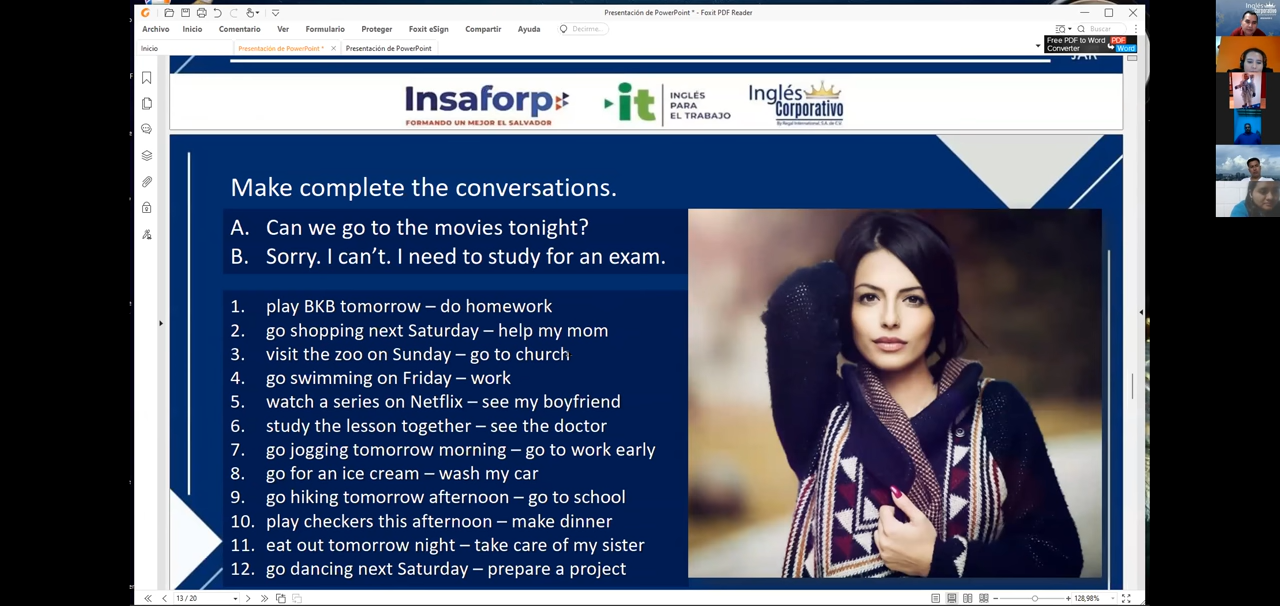 Presentación de PowerPoint * - Foxit PDF Reader
Archivo Inicio Comentario Ver Formulario Proteger Foxit eSign Compartir Ayuda Decirme... Buscar
Inicio Presentación de PowerPoint * Presentación de PowerPoint
Free PDF to Word Converter PDF Word
JAR
Insaforp it INGLÉS PARA EL TRABAJO Inglés Corporativo
FORMANDO UN MEJOR EL SALVADOR
Make complete the conversations.
A. Can we go to the movies tonight?
B. Sorry. I can't. I need to study for an exam.
1. play BKB tomorrow – do homework
2. go shopping next Saturday – help my mom
3. visit the zoo on Sunday – go to church
4. go swimming on Friday – work
5. watch a series on Netflix – see my boyfriend
6. study the lesson together – see the doctor
7. go jogging tomorrow morning – go to work early
8. go for an ice cream – wash my car
9. go hiking tomorrow afternoon – go to school
10. play checkers this afternoon – make dinner
11. eat out tomorrow night – take care of my sister
12. go dancing next Saturday – prepare a project
13 / 20 128,98%